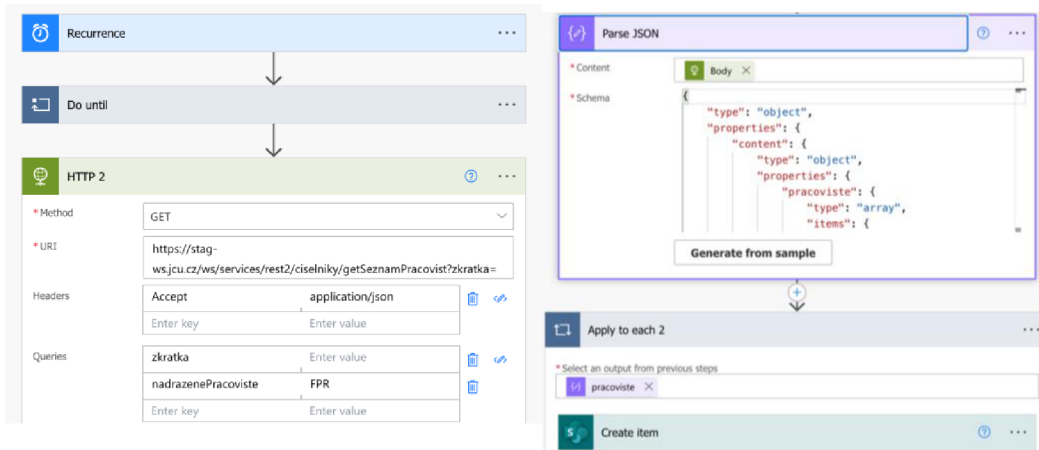 Recurrence
Do until
HTTP 2
*Method
GET
*URI
https://stag-
ws.jcu.cz/ws/services/rest2/ciselniky/getSeznamPracovist?zkratka=
Headers
Accept application/json
Enter key Enter value
Queries
zkratka Enter value
nadrazenePracoviste FPR
Enter key Enter value
Parse JSON
*Content
Body
*Schema
{
"type": "object",
"properties": {
"content": {
"type": "object",
"properties": {
"pracoviste": {
"type": "array",
"items": {
Generate from sample
Apply to each 2
*Select an output from previous steps
pracoviste
Create item